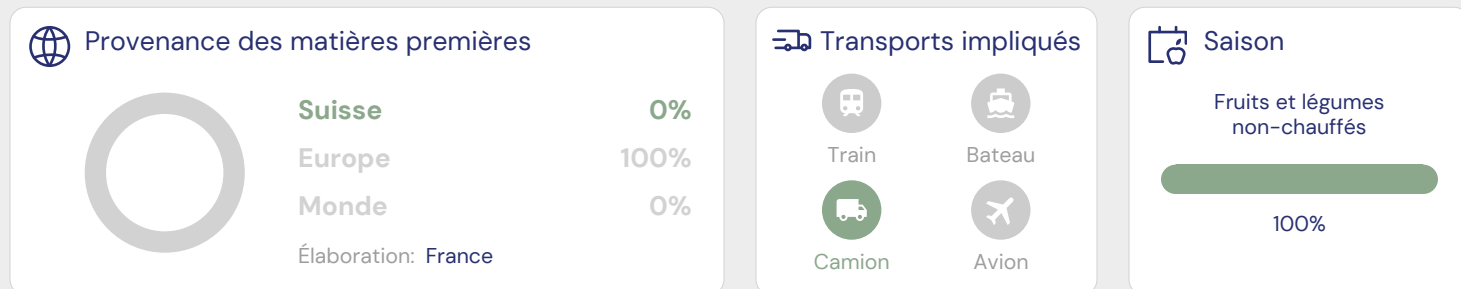 Provenance des matières premières
Suisse 0%
Europe 100%
Monde 0%
Élaboration: France
Transports impliqués
Train Bateau
Camion Avion
Saison
Fruits et légumes
non-chauffés
100%